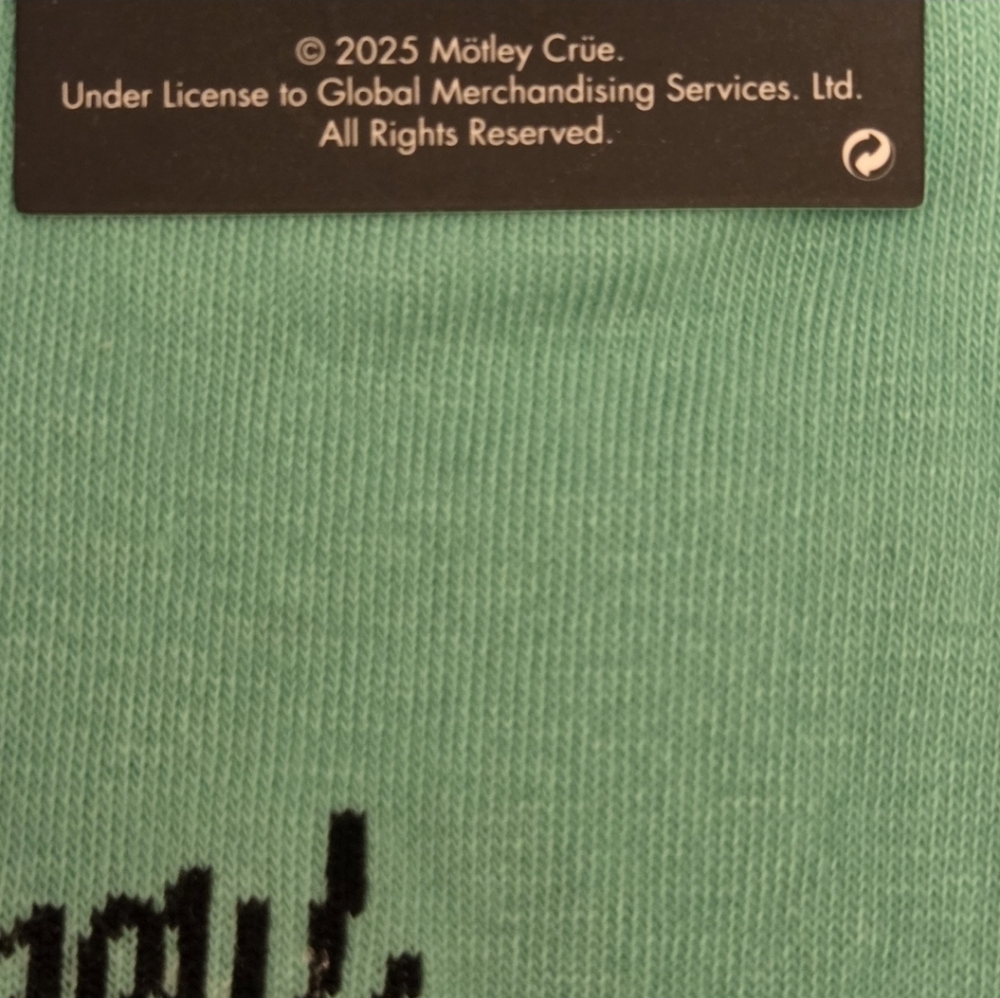 © 2025 Mötley Crüe.
Under License to Global Merchandising Services. Ltd.
All Rights Reserved.